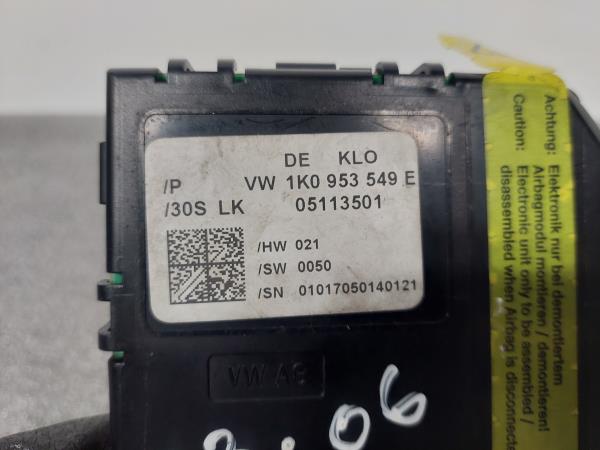 DE KLO
/P VW 1K0 953 549 E
/30S LK 05113501
/HW 021
/SW 0050
/SN 01017050140121
VW AG
06
Achtung:
Elektronik nur bei demontiertem
Airbagmodul montieren / demontieren!
Caution:
Electronic unit only to be assembled /
disassembled when Airbag is